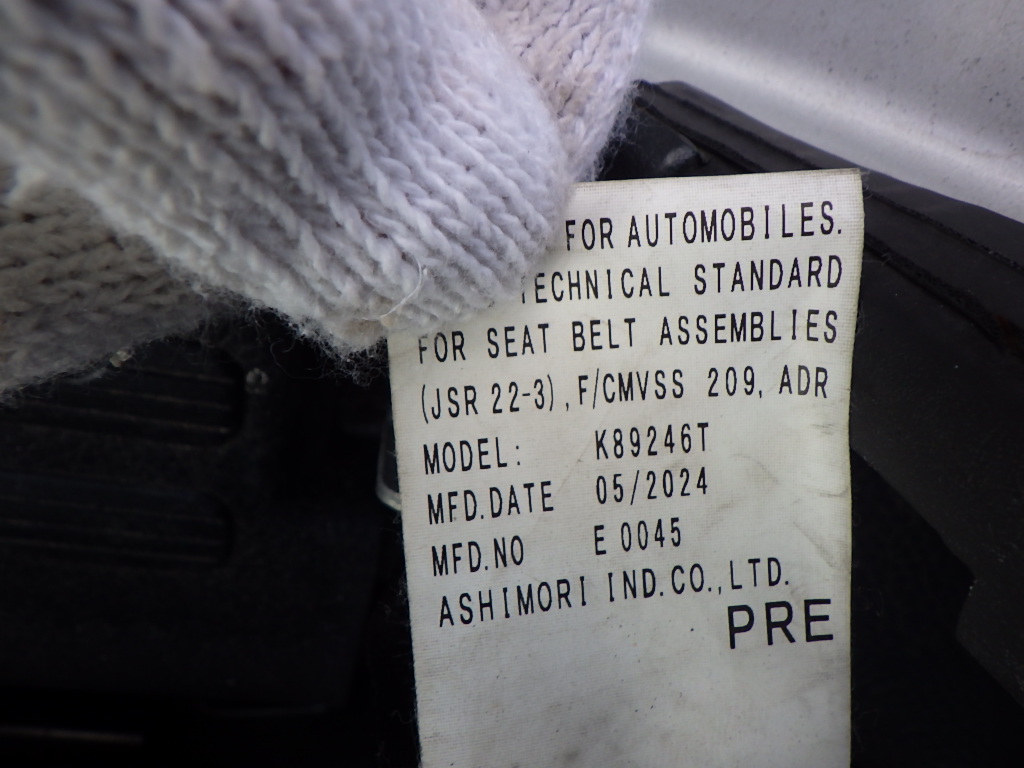 FOR AUTOMOBILES.
TECHNICAL STANDARD
FOR SEAT BELT ASSEMBLIES
(JSR 22-3), F/CMVSS 209, ADR
MODEL: K89246T
MFD.DATE 05/2024
MFD.NO E 0045
ASHIMORI IND.CO.,LTD.
PRE